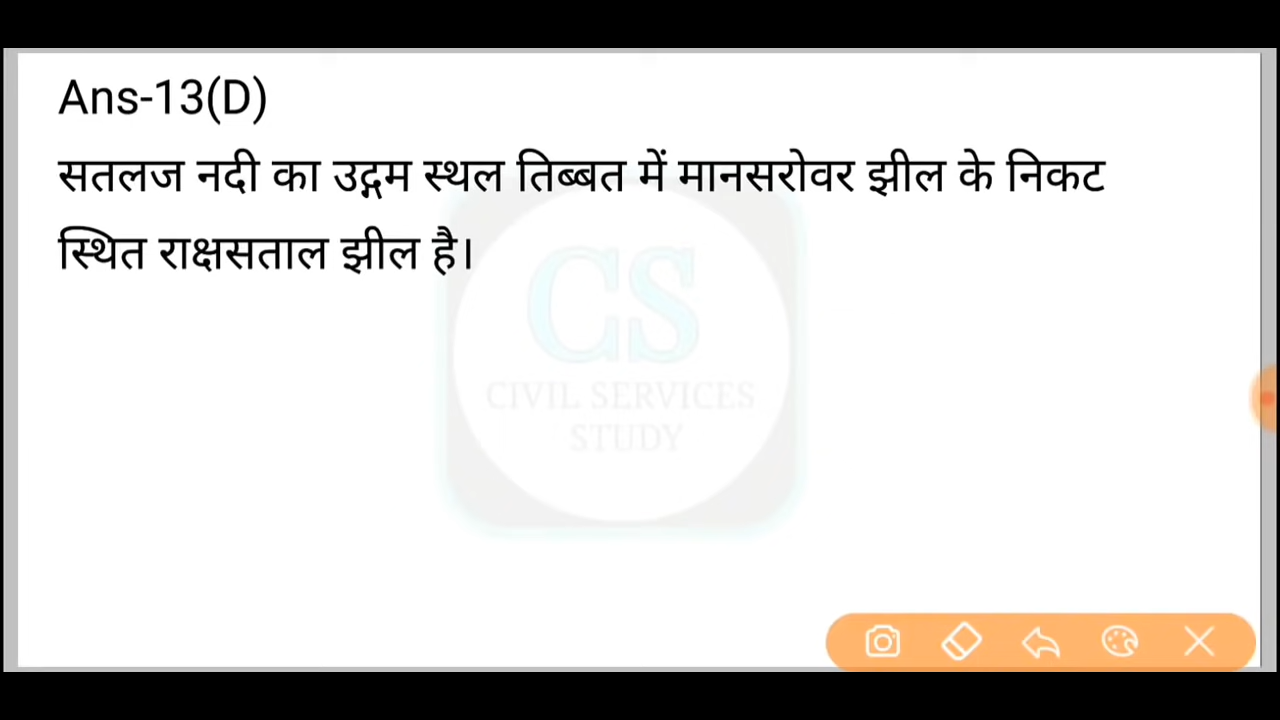 Ans-13(D)
सतलज नदी का उद्गम स्थल तिब्बत में मानसरोवर झील के निकट
स्थित राक्षसताल झील है।
CS
CIVIL SERVICES
STUDY